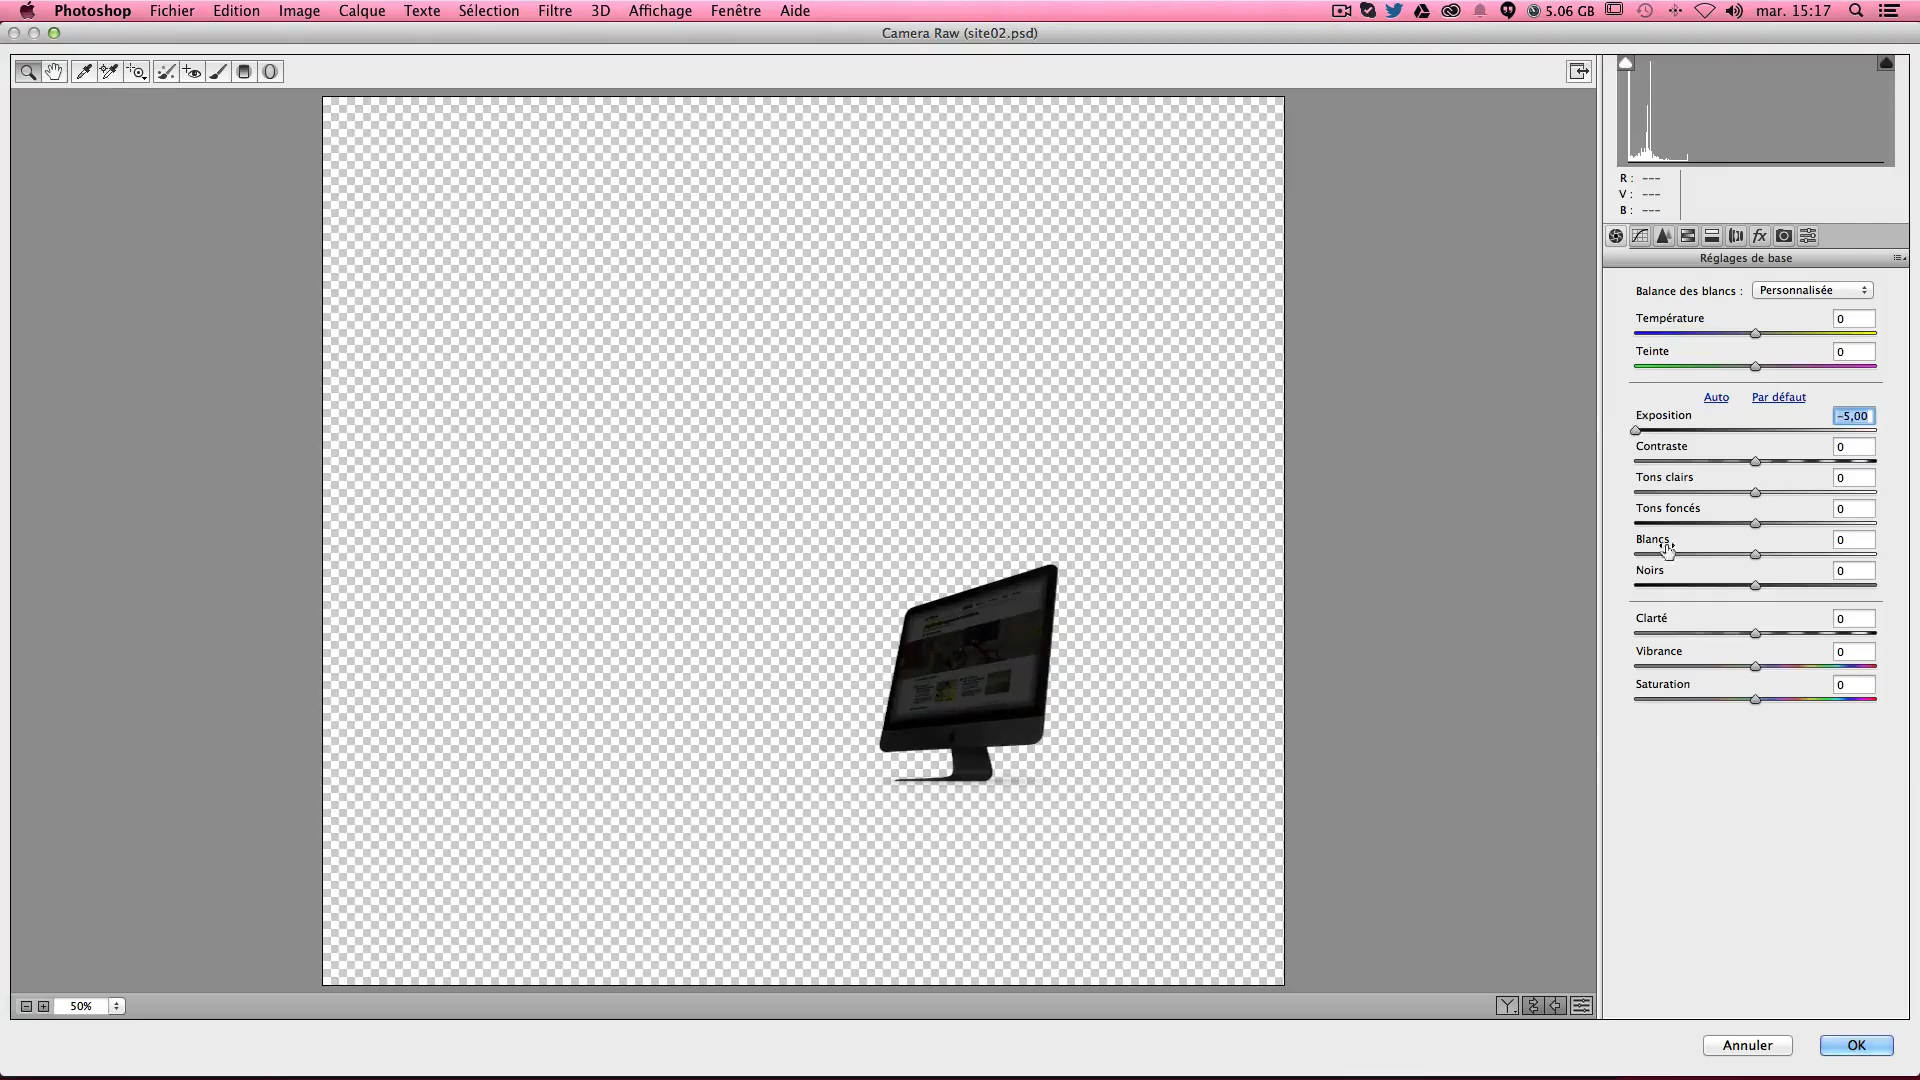 Photoshop Fichier Edition Image Calque Texte Sélection Filtre 3D Affichage Fenêtre Aide 5.06 GB mar. 15:17
Camera Raw (site02.psd)
R : ---
V : ---
B : ---
fx
Réglages de base
Balance des blancs : Personnalisée
Température 0
Teinte 0
Auto Par défaut
Exposition -5,00
Contraste 0
Tons clairs 0
Tons foncés 0
Blancs 0
Noirs 0
Clarté 0
Vibrance 0
Saturation 0
50% Y
Annuler OK